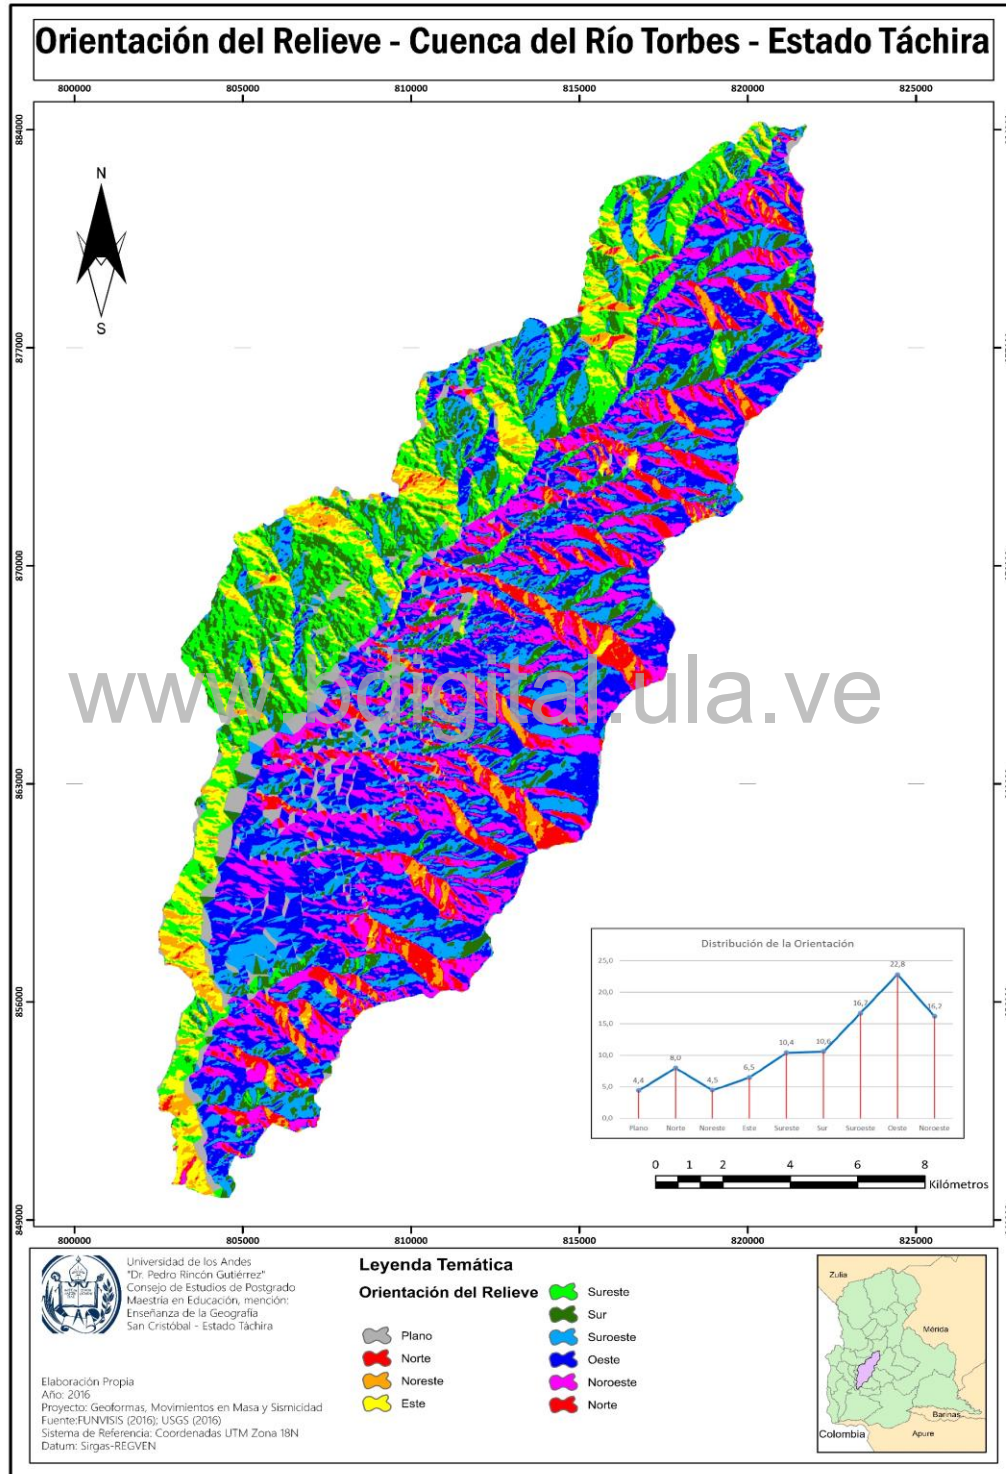 Orientación del Relieve - Cuenca del Río Torbes - Estado Táchira
800000 805000 810000 815000 820000 825000
884000
877000
870000
863000
856000
849000
N
S
www.bdigital.ula.ve
Distribución de la Orientación
25,0
20,0
15,0
10,0
5,0
0,0
4,4 8,0 4,5 6,5 10,4 10,6 16,7 22,8 16,2
Plano Norte Noreste Este Sureste Sur Suroeste Oeste Noroeste
0 1 2 4 6 8
Kilómetros
800000 805000 810000 815000 820000 825000
Universidad de los Andes
"Dr. Pedro Rincón Gutiérrez"
Consejo de Estudios de Postgrado
Maestría en Educación, mención:
Enseñanza de la Geografía
San Cristóbal - Estado Táchira
Elaboración Propia
Año: 2016
Proyecto: Geoformas, Movimientos en Masa y Sismicidad
Fuente:FUNVISIS (2016); USGS (2016)
Sistema de Referencia: Coordenadas UTM Zona 18N
Datum: Sirgas-REGVEN
Leyenda Temática
Orientación del Relieve
Plano
Norte
Noreste
Este
Sureste
Sur
Suroeste
Oeste
Noroeste
Norte
Zulia
Mérida
Barinas
Apure
Colombia